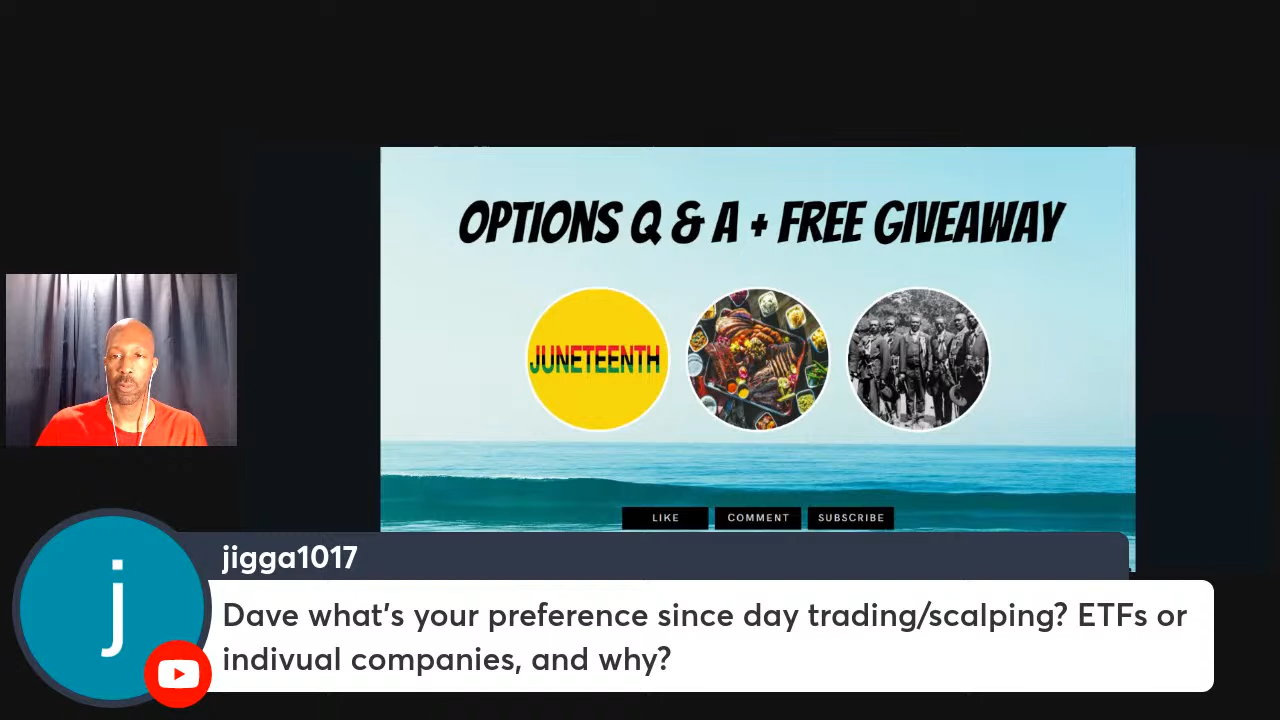 OPTIONS Q & A + FREE GIVEAWAY
JUNETEENTH
LIKE COMMENT SUBSCRIBE
j
jigga1017
Dave what's your preference since day trading/scalping? ETFs or
indivual companies, and why?